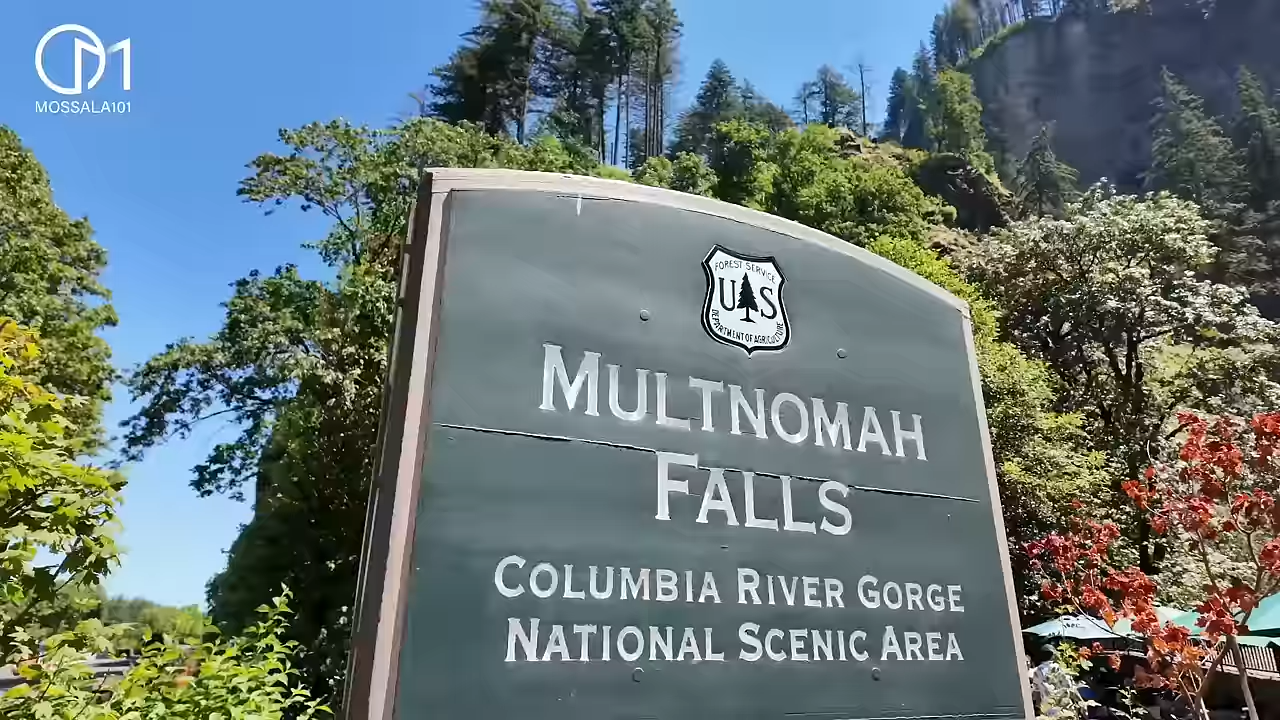 MOSSALA101
FOREST SERVICE
US
DEPARTMENT OF AGRICULTURE
MULTNOMAH
FALLS
COLUMBIA RIVER GORGE
NATIONAL SCENIC AREA